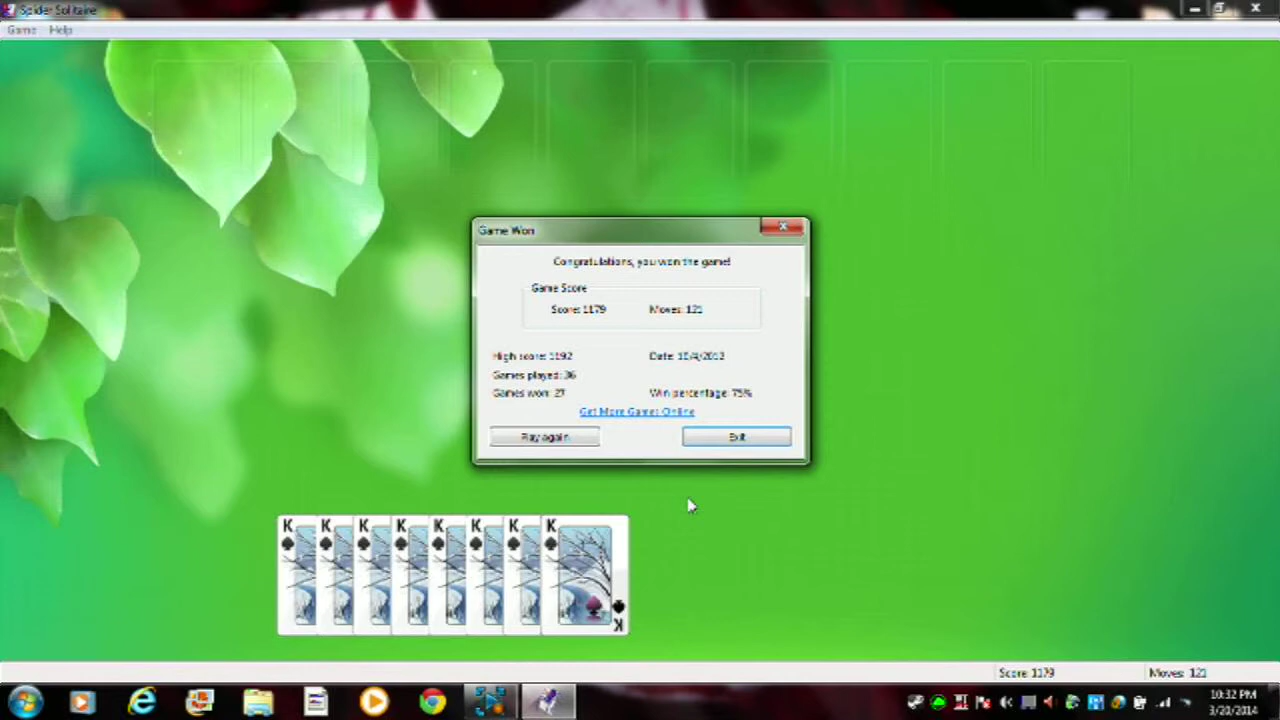 Spider Solitaire
Game Help
Game Won
Congratulations, you won the game!
Game Score
Score: 1179 Moves: 121
High score: 1192 Date: 10/4/2012
Games played: 36
Games won: 27 Win percentage: 75%
Get More Games Online
Play again Exit
K K K K K K K K
K
Score: 1179 Moves: 121
10:32 PM
3/20/2014